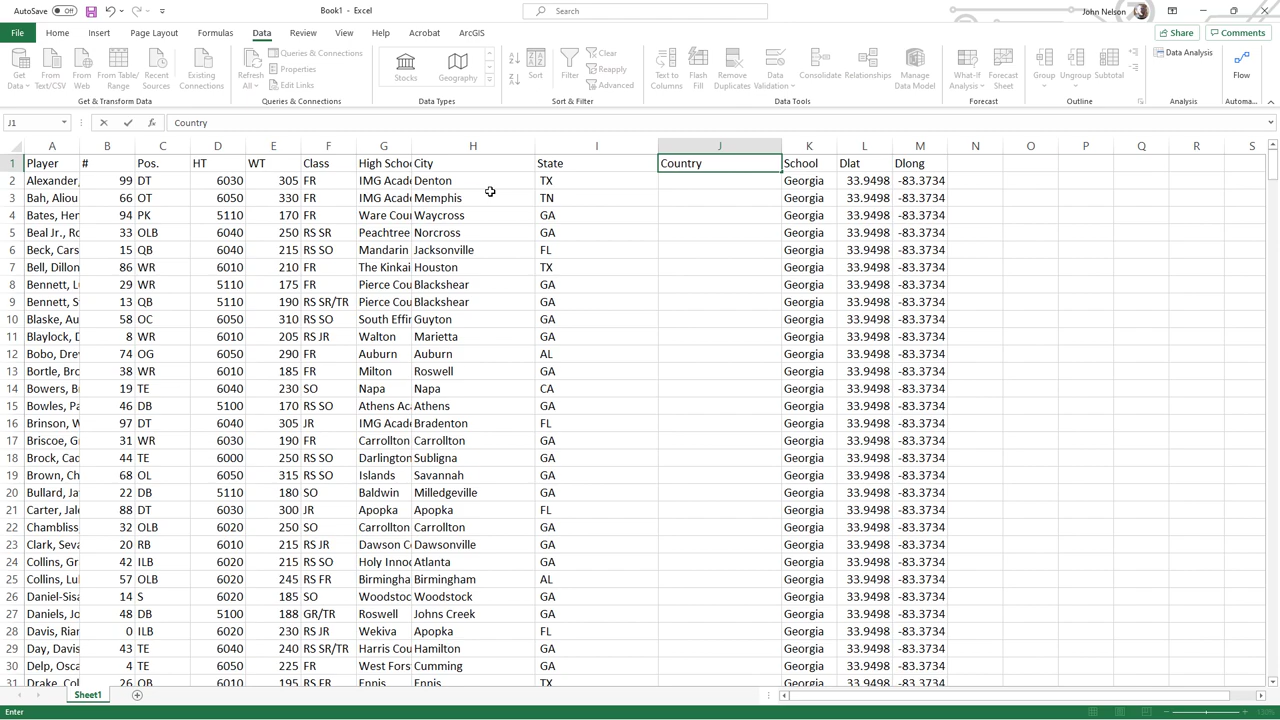 AutoSave Off Book1 - Excel Search John Nelson
File Home Insert Page Layout Formulas Data Review View Help Acrobat ArcGIS Share Comments
Get Data From Text/CSV From Web From Table/ Range Recent Sources Existing Connections Refresh All Queries & Connections Properties Edit Links Stocks Geography Sort Filter Clear Reapply Advanced Text to Columns Flash Fill Remove Duplicates Data Validation Consolidate Relationships Manage Data Model What-If Analysis Forecast Sheet Group Ungroup Subtotal Data Analysis Flow
Get & Transform Data Queries & Connections Data Types Sort & Filter Data Tools Forecast Outline Analysis Automa...
J1 fx Country
A B C D E F G H I J K L M N O P Q R S
1 Player # Pos. HT WT Class High Schoo City State Country School Dlat Dlong
2 Alexander, 99 DT 6030 305 FR IMG Acade Denton TX Georgia 33.9498 -83.3734
3 Bah, Aliou 66 OT 6050 330 FR IMG Acade Memphis TN Georgia 33.9498 -83.3734
4 Bates, Hen 94 PK 5110 170 FR Ware Cou Waycross GA Georgia 33.9498 -83.3734
5 Beal Jr., Ro 33 OLB 6040 250 RS SR Peachtree Norcross GA Georgia 33.9498 -83.3734
6 Beck, Cars 15 QB 6040 215 RS SO Mandarin Jacksonville FL Georgia 33.9498 -83.3734
7 Bell, Dillon 86 WR 6010 210 FR The Kinkai Houston TX Georgia 33.9498 -83.3734
8 Bennett, Lu 29 WR 5110 175 FR Pierce Cou Blackshear GA Georgia 33.9498 -83.3734
9 Bennett, S 13 QB 5110 190 RS SR/TR Pierce Cou Blackshear GA Georgia 33.9498 -83.3734
10 Blaske, Au 58 OC 6050 310 RS SO South Effi Guyton GA Georgia 33.9498 -83.3734
11 Blaylock, D 8 WR 6010 205 RS JR Walton Marietta GA Georgia 33.9498 -83.3734
12 Bobo, Dre 74 OG 6050 290 FR Auburn Auburn AL Georgia 33.9498 -83.3734
13 Bortle, Bro 38 WR 6010 185 FR Milton Roswell GA Georgia 33.9498 -83.3734
14 Bowers, B 19 TE 6040 230 SO Napa Napa CA Georgia 33.9498 -83.3734
15 Bowles, Pa 46 DB 5100 170 RS SO Athens Aca Athens GA Georgia 33.9498 -83.3734
16 Brinson, W 97 DT 6040 305 JR IMG Acade Bradenton FL Georgia 33.9498 -83.3734
17 Briscoe, G 31 WR 6030 190 FR Carrollton Carrollton GA Georgia 33.9498 -83.3734
18 Brock, Cad 44 TE 6000 250 RS SO Darlington Subligna GA Georgia 33.9498 -83.3734
19 Brown, Ch 68 OL 6050 315 RS SO Islands Savannah GA Georgia 33.9498 -83.3734
20 Bullard, Ja 22 DB 5110 180 SO Baldwin Milledgeville GA Georgia 33.9498 -83.3734
21 Carter, Jale 88 DT 6030 300 JR Apopka Apopka FL Georgia 33.9498 -83.3734
22 Chambliss 32 OLB 6020 250 SO Carrollton Carrollton GA Georgia 33.9498 -83.3734
23 Clark, Seva 20 RB 6010 215 RS JR Dawson C Dawsonville GA Georgia 33.9498 -83.3734
24 Collins, Gr 42 ILB 6020 215 RS SO Holy Innoc Atlanta GA Georgia 33.9498 -83.3734
25 Collins, Lu 57 OLB 6020 245 RS FR Birmingha Birmingham AL Georgia 33.9498 -83.3734
26 Daniel-Sisa 14 S 6020 185 SO Woodstoc Woodstock GA Georgia 33.9498 -83.3734
27 Daniels, Jo 48 DB 5100 188 GR/TR Roswell Johns Creek GA Georgia 33.9498 -83.3734
28 Davis, Rian 0 ILB 6020 230 RS JR Wekiva Apopka FL Georgia 33.9498 -83.3734
29 Day, Davis 43 TE 6040 240 RS SR/TR Harris Cou Hamilton GA Georgia 33.9498 -83.3734
30 Delp, Osca 4 TE 6050 225 FR West Fors Cumming GA Georgia 33.9498 -83.3734
31 Drake, Col 26 OB 6010 195 RS FR Ennis Ennis TX Georgia 33.9498 -83.3734
Sheet1
Enter